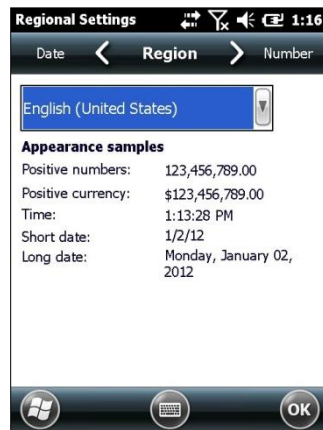 Regional Settings 1:16
Date Region Number
English (United States)
Appearance samples
Positive numbers: 123,456,789.00
Positive currency: $123,456,789.00
Time: 1:13:28 PM
Short date: 1/2/12
Long date: Monday, January 02,
2012
OK